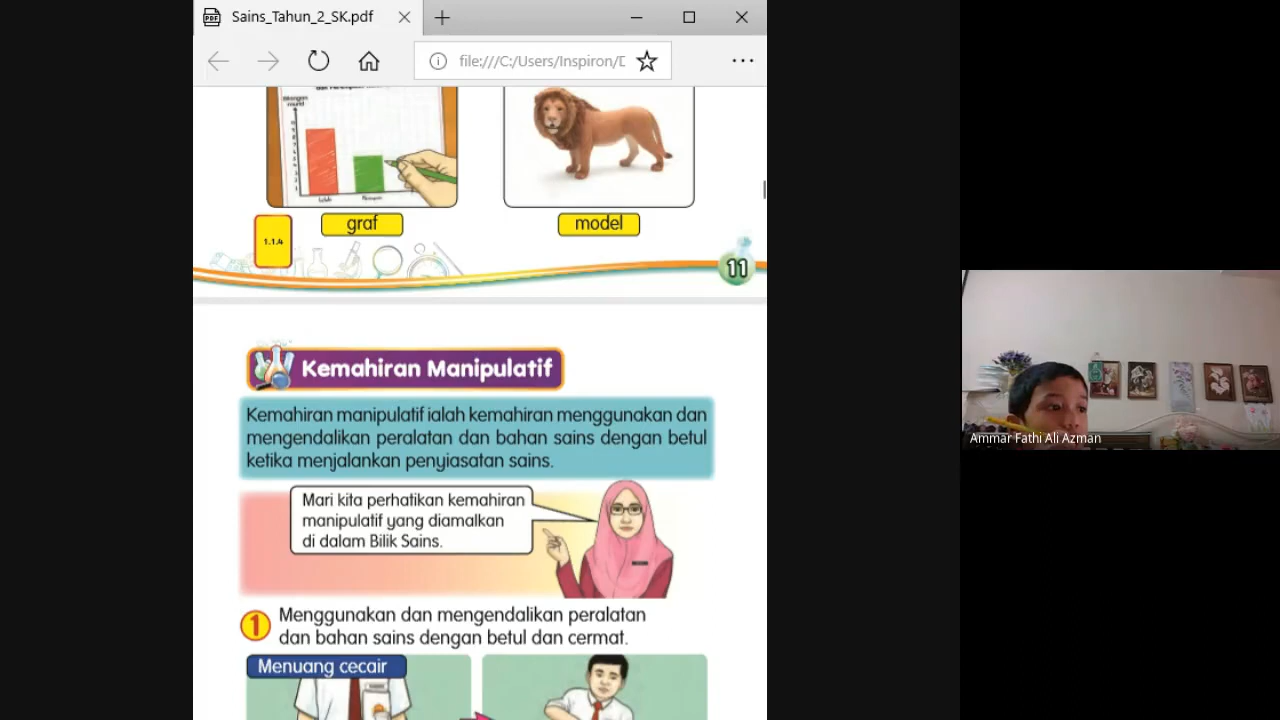 Sains_Tahun_2_SK.pdf
file:///C:/Users/Inspiron/D
graf
model
1.1.4
11
Kemahiran Manipulatif
Kemahiran manipulatif ialah kemahiran menggunakan dan
mengendalikan peralatan dan bahan sains dengan betul
ketika menjalankan penyiasatan sains.
Mari kita perhatikan kemahiran
manipulatif yang diamalkan
di dalam Bilik Sains.
1 Menggunakan dan mengendalikan peralatan
dan bahan sains dengan betul dan cermat.
Menuang cecair
Ammar Fathi Ali Azman